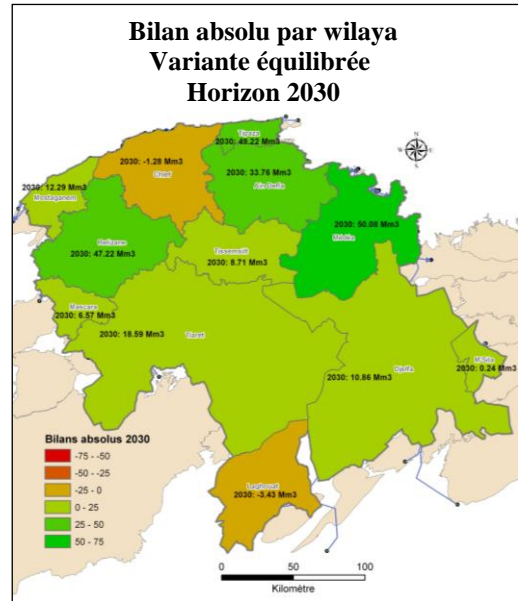 Bilan absolu par wilaya
Variante équilibrée
Horizon 2030
Tipaza
2030: 49.22 Mm3
2030: -1.28 Mm3
Chlef
2030: 33.76 Mm3
Ain Defla
2030: 12.29 Mm3
Mostaganem
Relizane
2030: 47.22 Mm3
Médéa
Tissemsilt
2030: 8.71 Mm3
Mascara
2030: 6.57 Mm3
2030: 18.59 Mm3
Tiaret
Djelfa
2030: 10.86 Mm3
M'Sila
2030: 0.24 Mm3
Laghouat
2030: -3.43 Mm3
Bilans absolus 2030
-75 - -50
-50 - -25
-25 - 0
0 - 25
25 - 50
50 - 75
0 50 100
Kilomètre